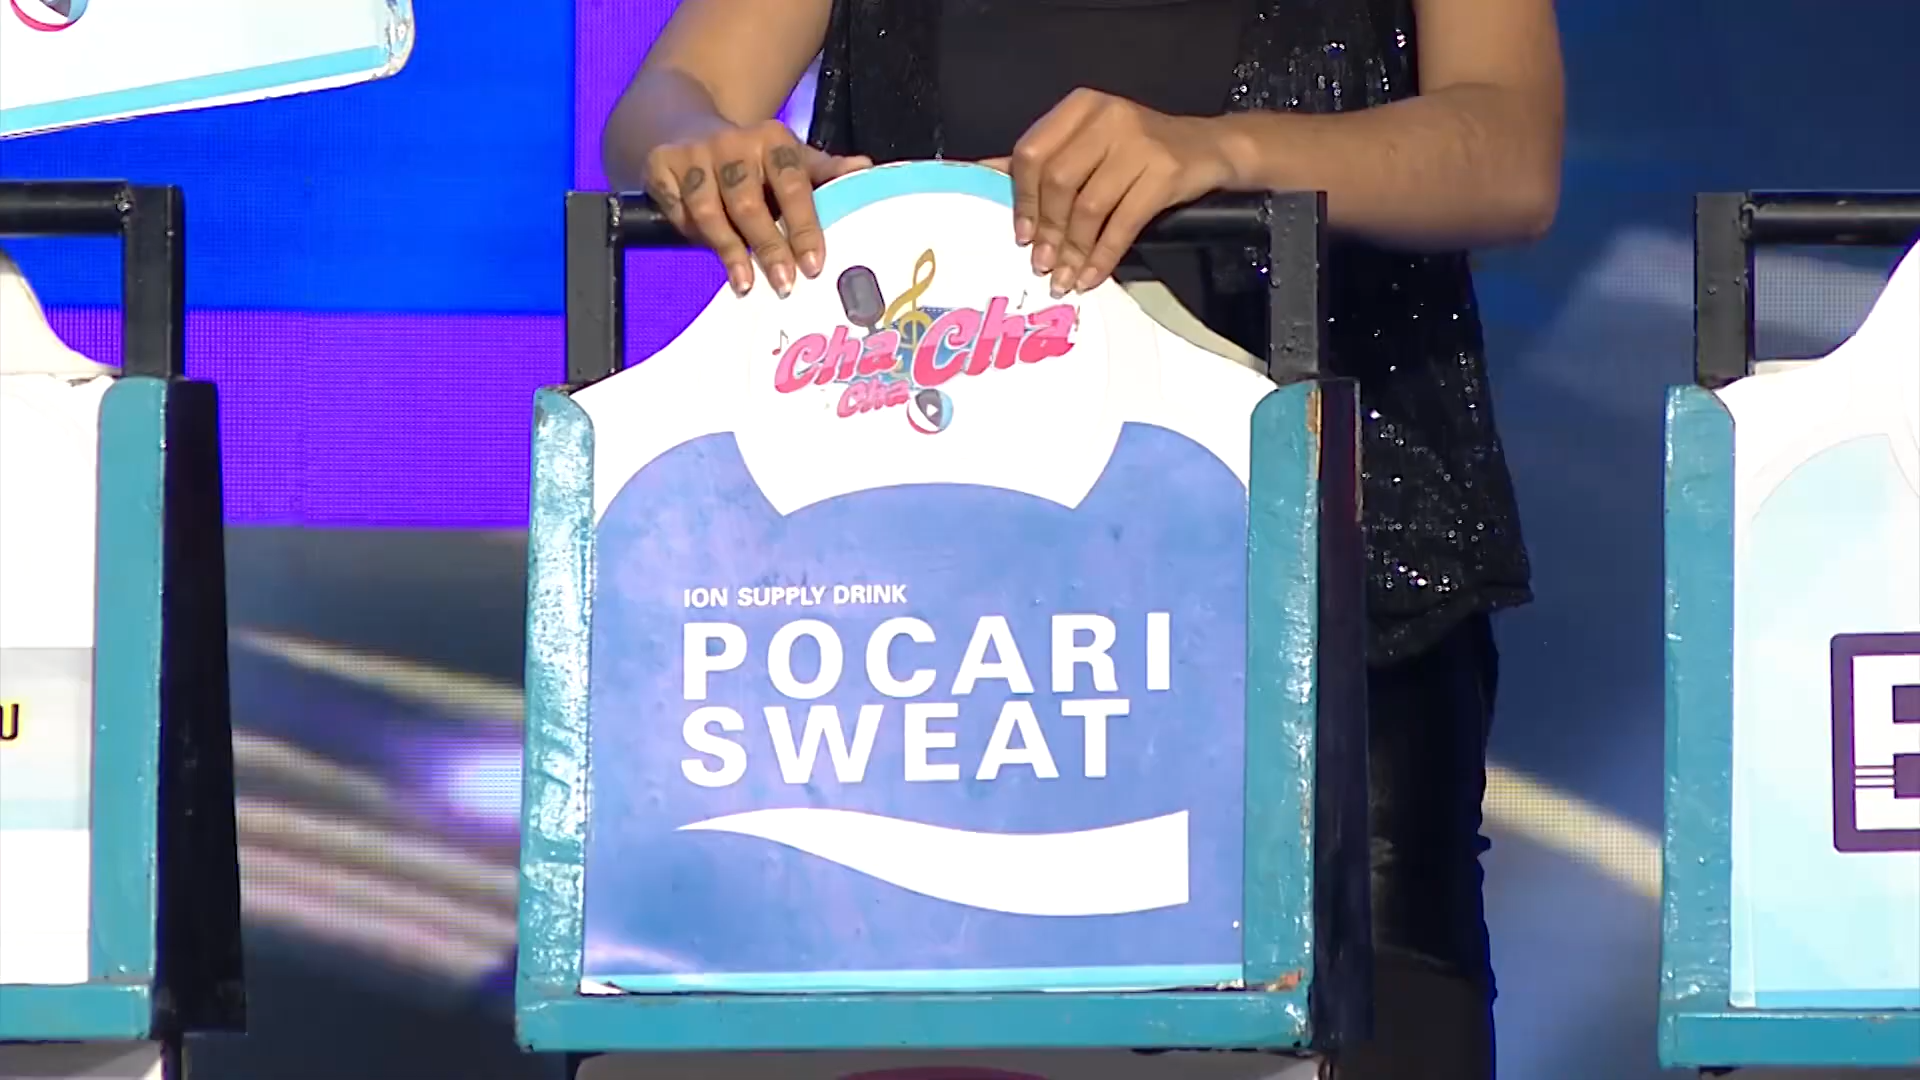 Cha Cha
Cha
ION SUPPLY DRINK
POCARI
SWEAT